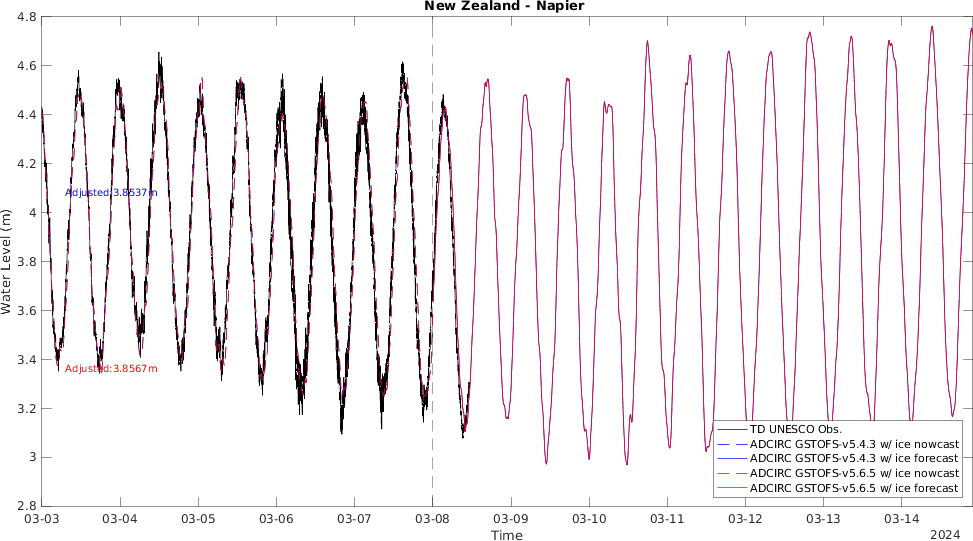 New Zealand - Napier
4.8
4.6
4.4
4.2
4
3.8
3.6
3.4
3.2
3
2.8
Water Level (m)
Adjusted:3.8537m
Adjusted:3.8567m
TD UNESCO Obs.
ADCIRC GSTOFS-v5.4.3 w/ ice nowcast
ADCIRC GSTOFS-v5.4.3 w/ ice forecast
ADCIRC GSTOFS-v5.6.5 w/ ice nowcast
ADCIRC GSTOFS-v5.6.5 w/ ice forecast
03-03 03-04 03-05 03-06 03-07 03-08 03-09 03-10 03-11 03-12 03-13 03-14
Time
2024